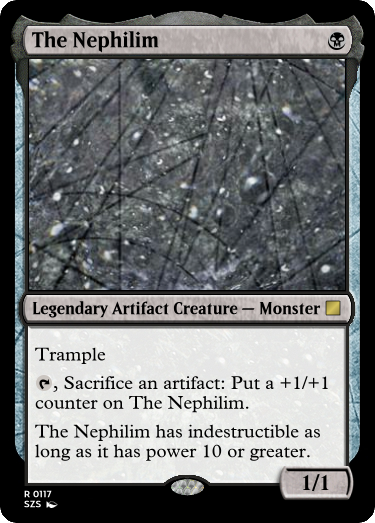 The Nephilim
Legendary Artifact Creature — Monster
Trample
, Sacrifice an artifact: Put a +1/+1
counter on The Nephilim.
The Nephilim has indestructible as
long as it has power 10 or greater.
1/1
R 0117
SZS